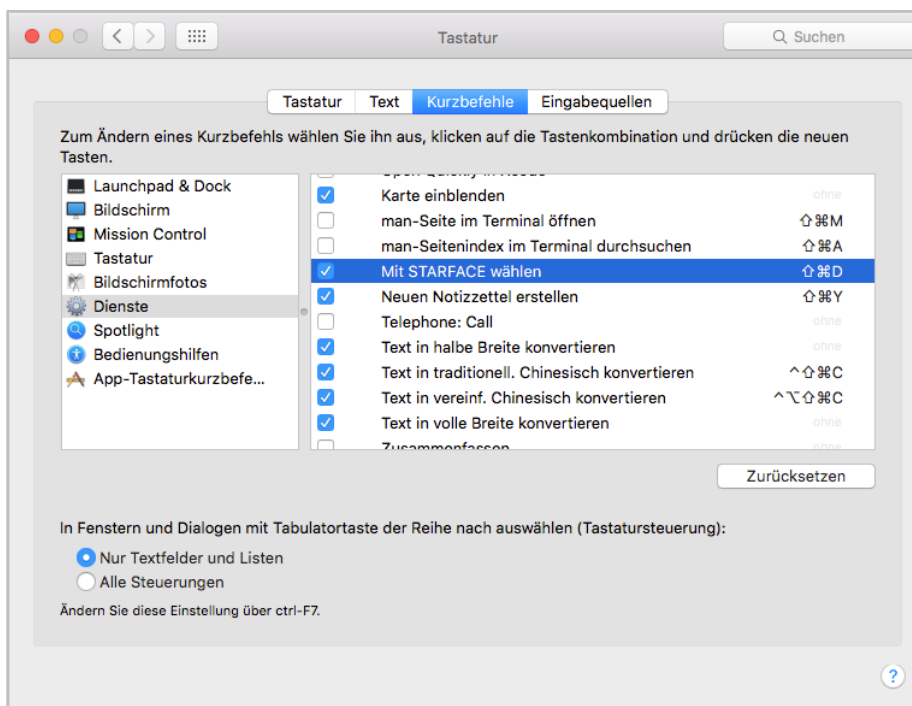 Tastatur
Suchen
Tastatur Text Kurzbefehle Eingabequellen
Zum Ändern eines Kurzbefehls wählen Sie ihn aus, klicken auf die Tastenkombination und drücken die neuen
Tasten.
Launchpad & Dock
Bildschirm
Mission Control
Tastatur
Bildschirmfotos
Dienste
Spotlight
Bedienungshilfen
App-Tastaturkurzbefe...
Karte einblenden ohne
man-Seite im Terminal öffnen ⇧⌘M
man-Seitenindex im Terminal durchsuchen ⇧⌘A
Mit STARFACE wählen ⇧⌘D
Neuen Notizzettel erstellen ⇧⌘Y
Telephone: Call ohne
Text in halbe Breite konvertieren ohne
Text in traditionell. Chinesisch konvertieren ^⇧⌘C
Text in vereinf. Chinesisch konvertieren ^⌥⇧⌘C
Text in volle Breite konvertieren ohne
Zusammenfassen ohne
Zurücksetzen
In Fenstern und Dialogen mit Tabulatortaste der Reihe nach auswählen (Tastatursteuerung):
Nur Textfelder und Listen
Alle Steuerungen
Ändern Sie diese Einstellung über ctrl-F7.
?